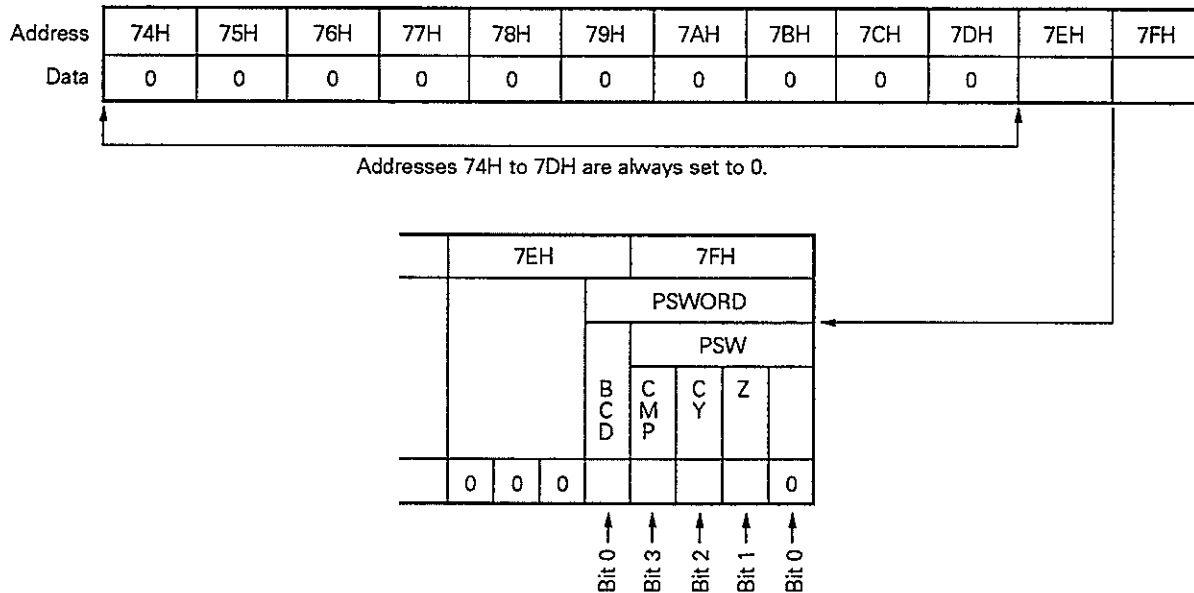 Address 74H 75H 76H 77H 78H 79H 7AH 7BH 7CH 7DH 7EH 7FH
Data 0 0 0 0 0 0 0 0 0 0
Addresses 74H to 7DH are always set to 0.
7EH 7FH
PSWORD
PSW
BCD CMP CY Z
0 0 0 0
Bit 0 Bit 3 Bit 2 Bit 1 Bit 0